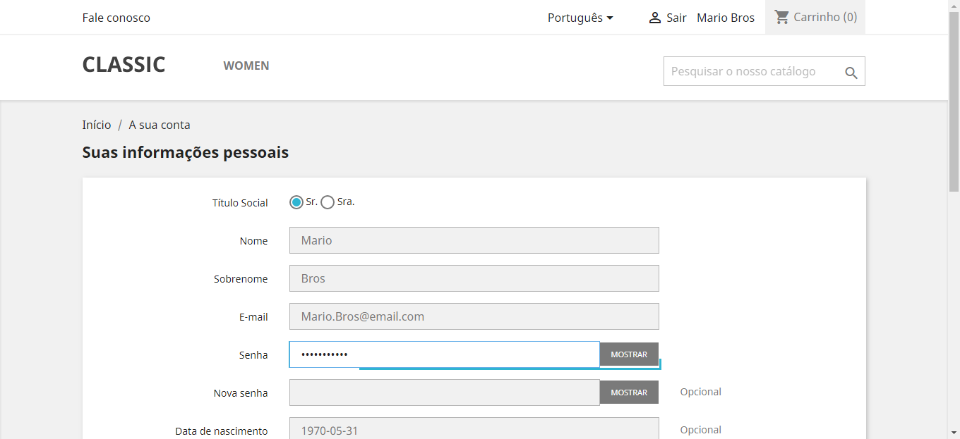 Fale conosco Português Sair Mario Bros Carrinho (0)
CLASSIC WOMEN Pesquisar o nosso catálogo
Início / A sua conta
Suas informações pessoais
Título Social Sr. Sra.
Nome Mario
Sobrenome Bros
E-mail Mario.Bros@email.com
Senha ••••••••••• MOSTRAR
Nova senha MOSTRAR Opcional
Data de nascimento 1970-05-31 Opcional